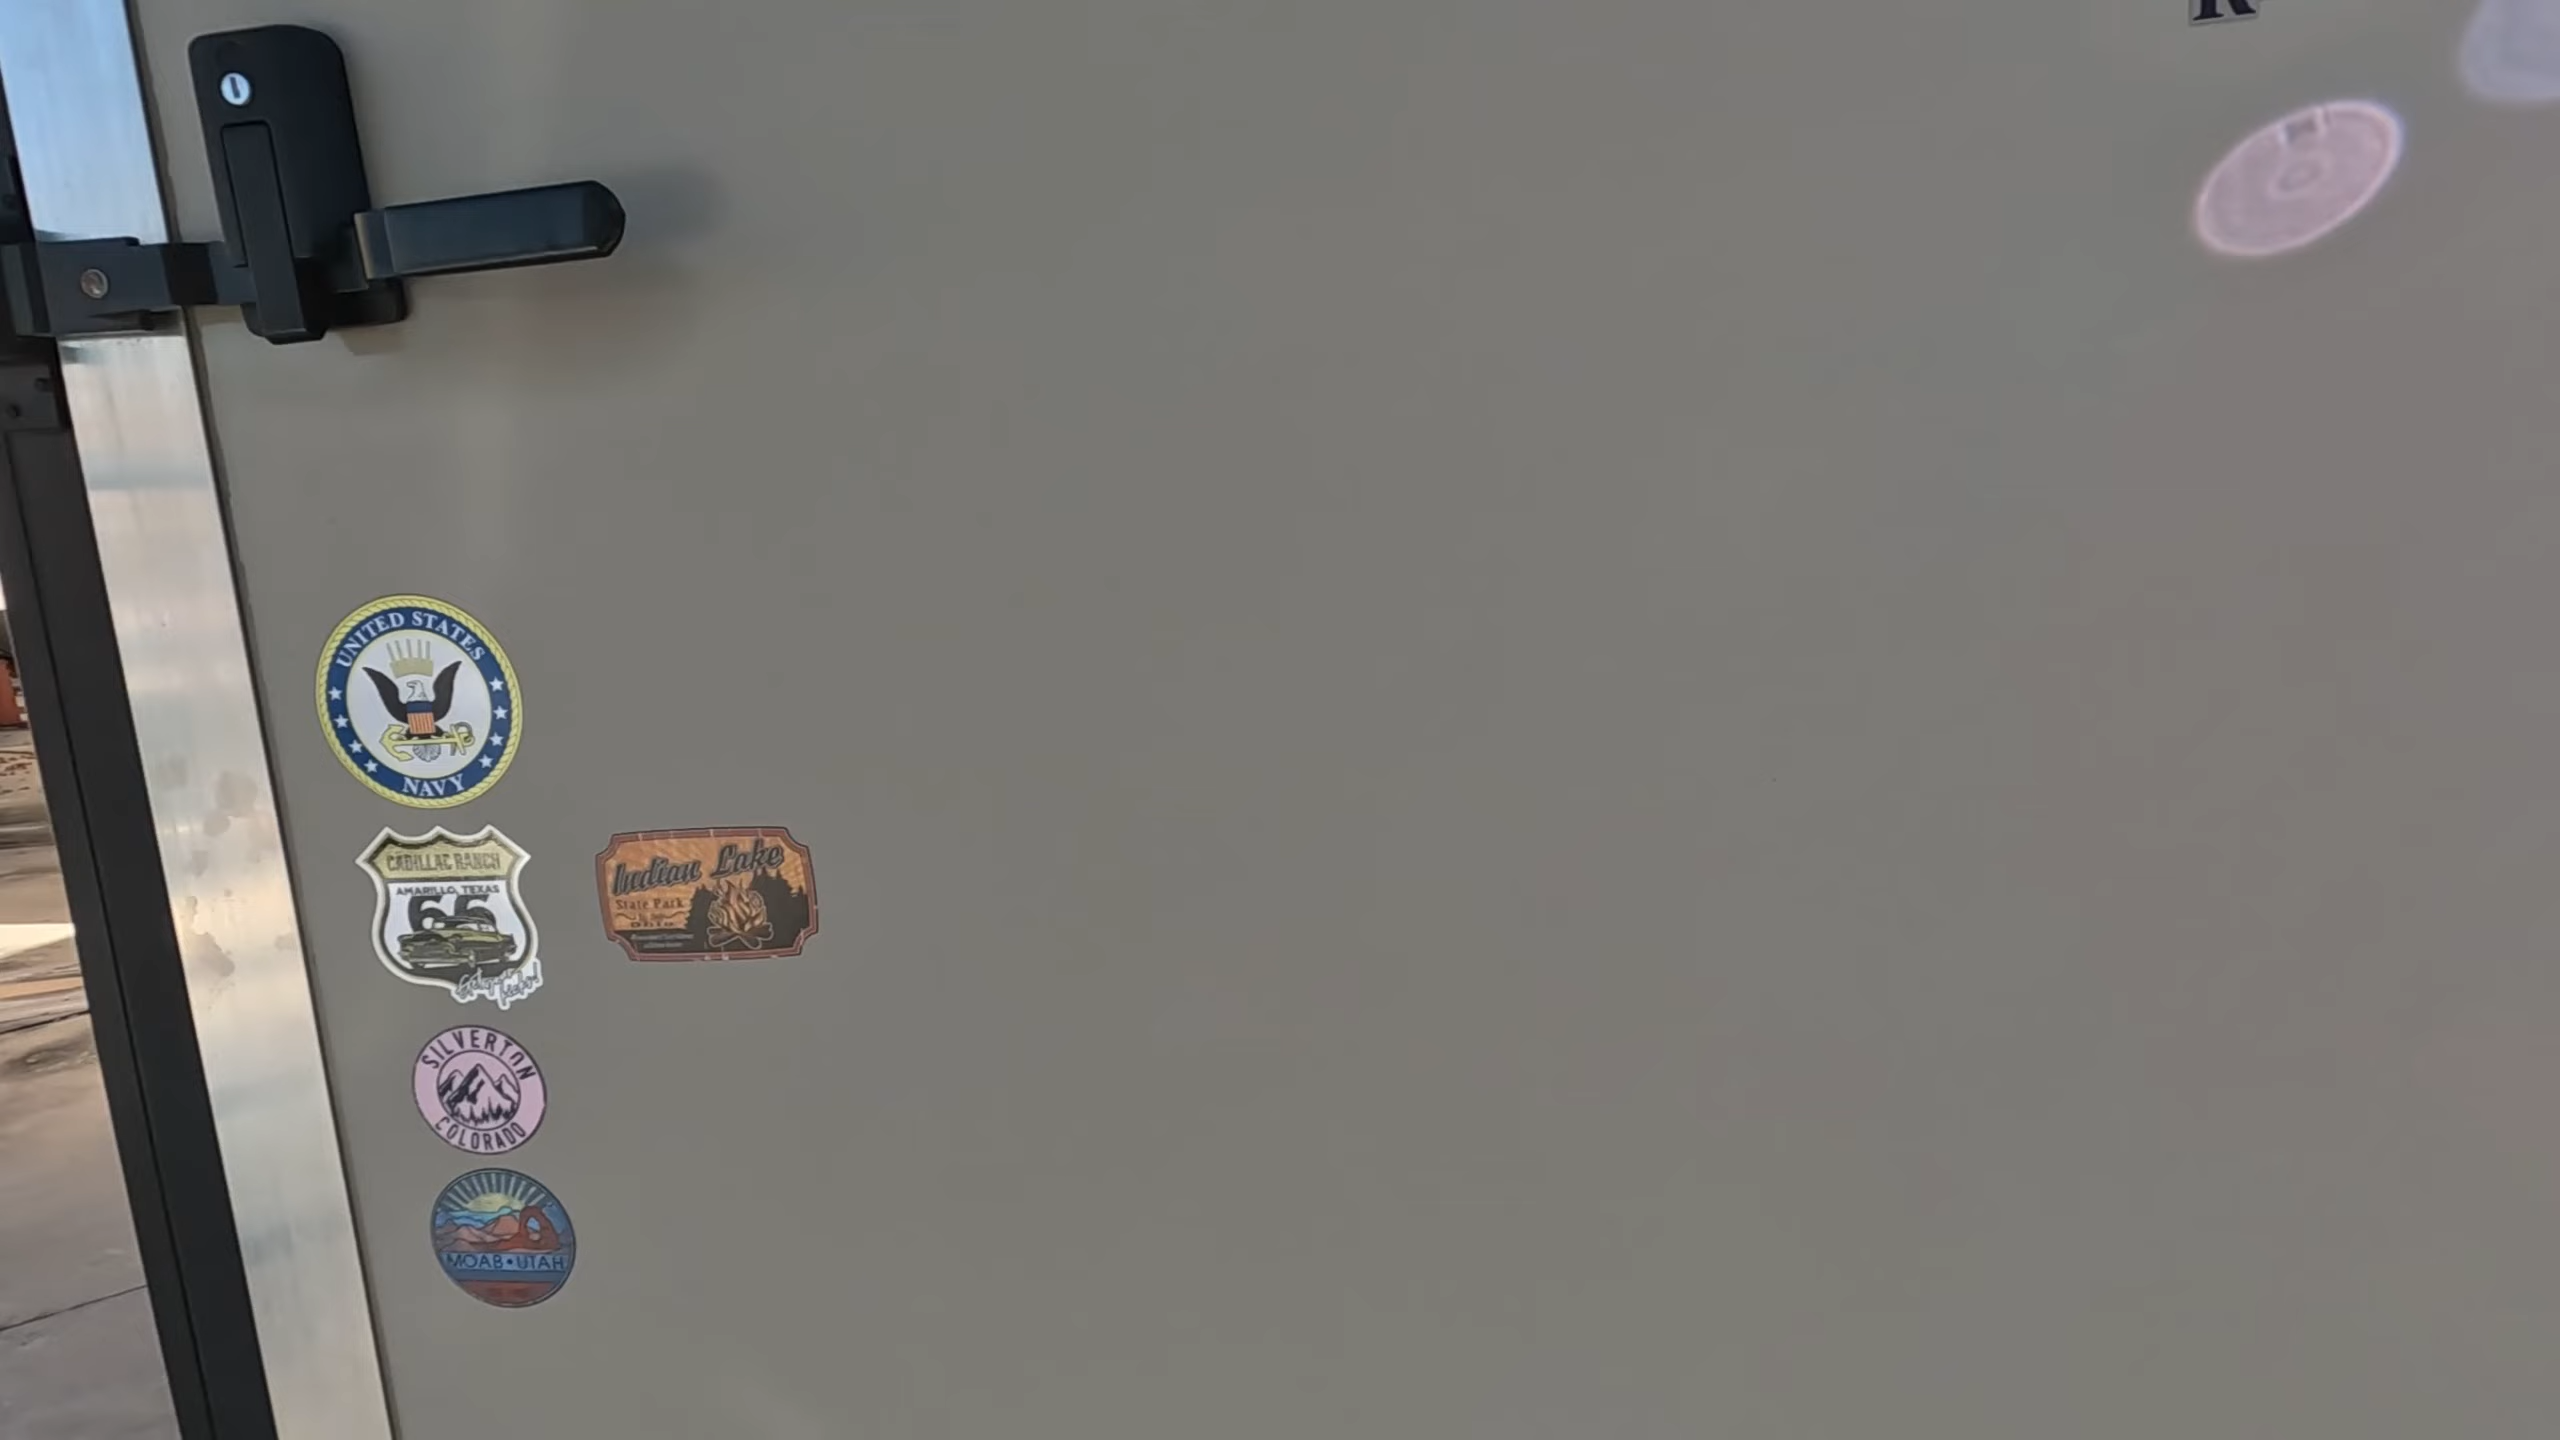 R
UNITED STATES
NAVY
CADILLAC RANCH
AMARILLO, TEXAS
66
Indian Lake
State Park
Ohio
SILVERTON
COLORADO
MOAB • UTAH